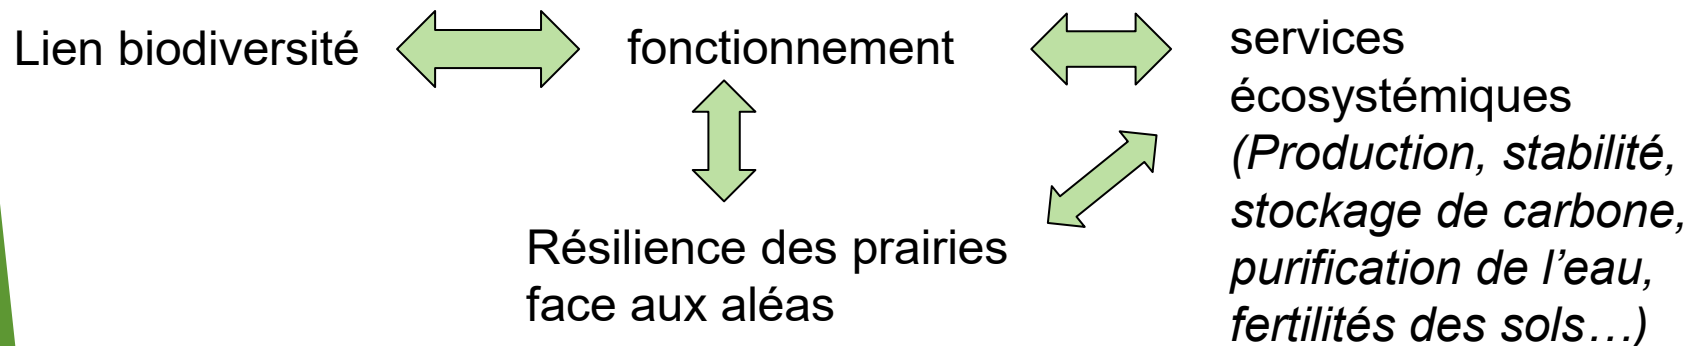 Lien biodiversité
fonctionnement
services
écosystémiques
(Production, stabilité,
stockage de carbone,
purification de l’eau,
fertilités des sols…)
Résilience des prairies
face aux aléas